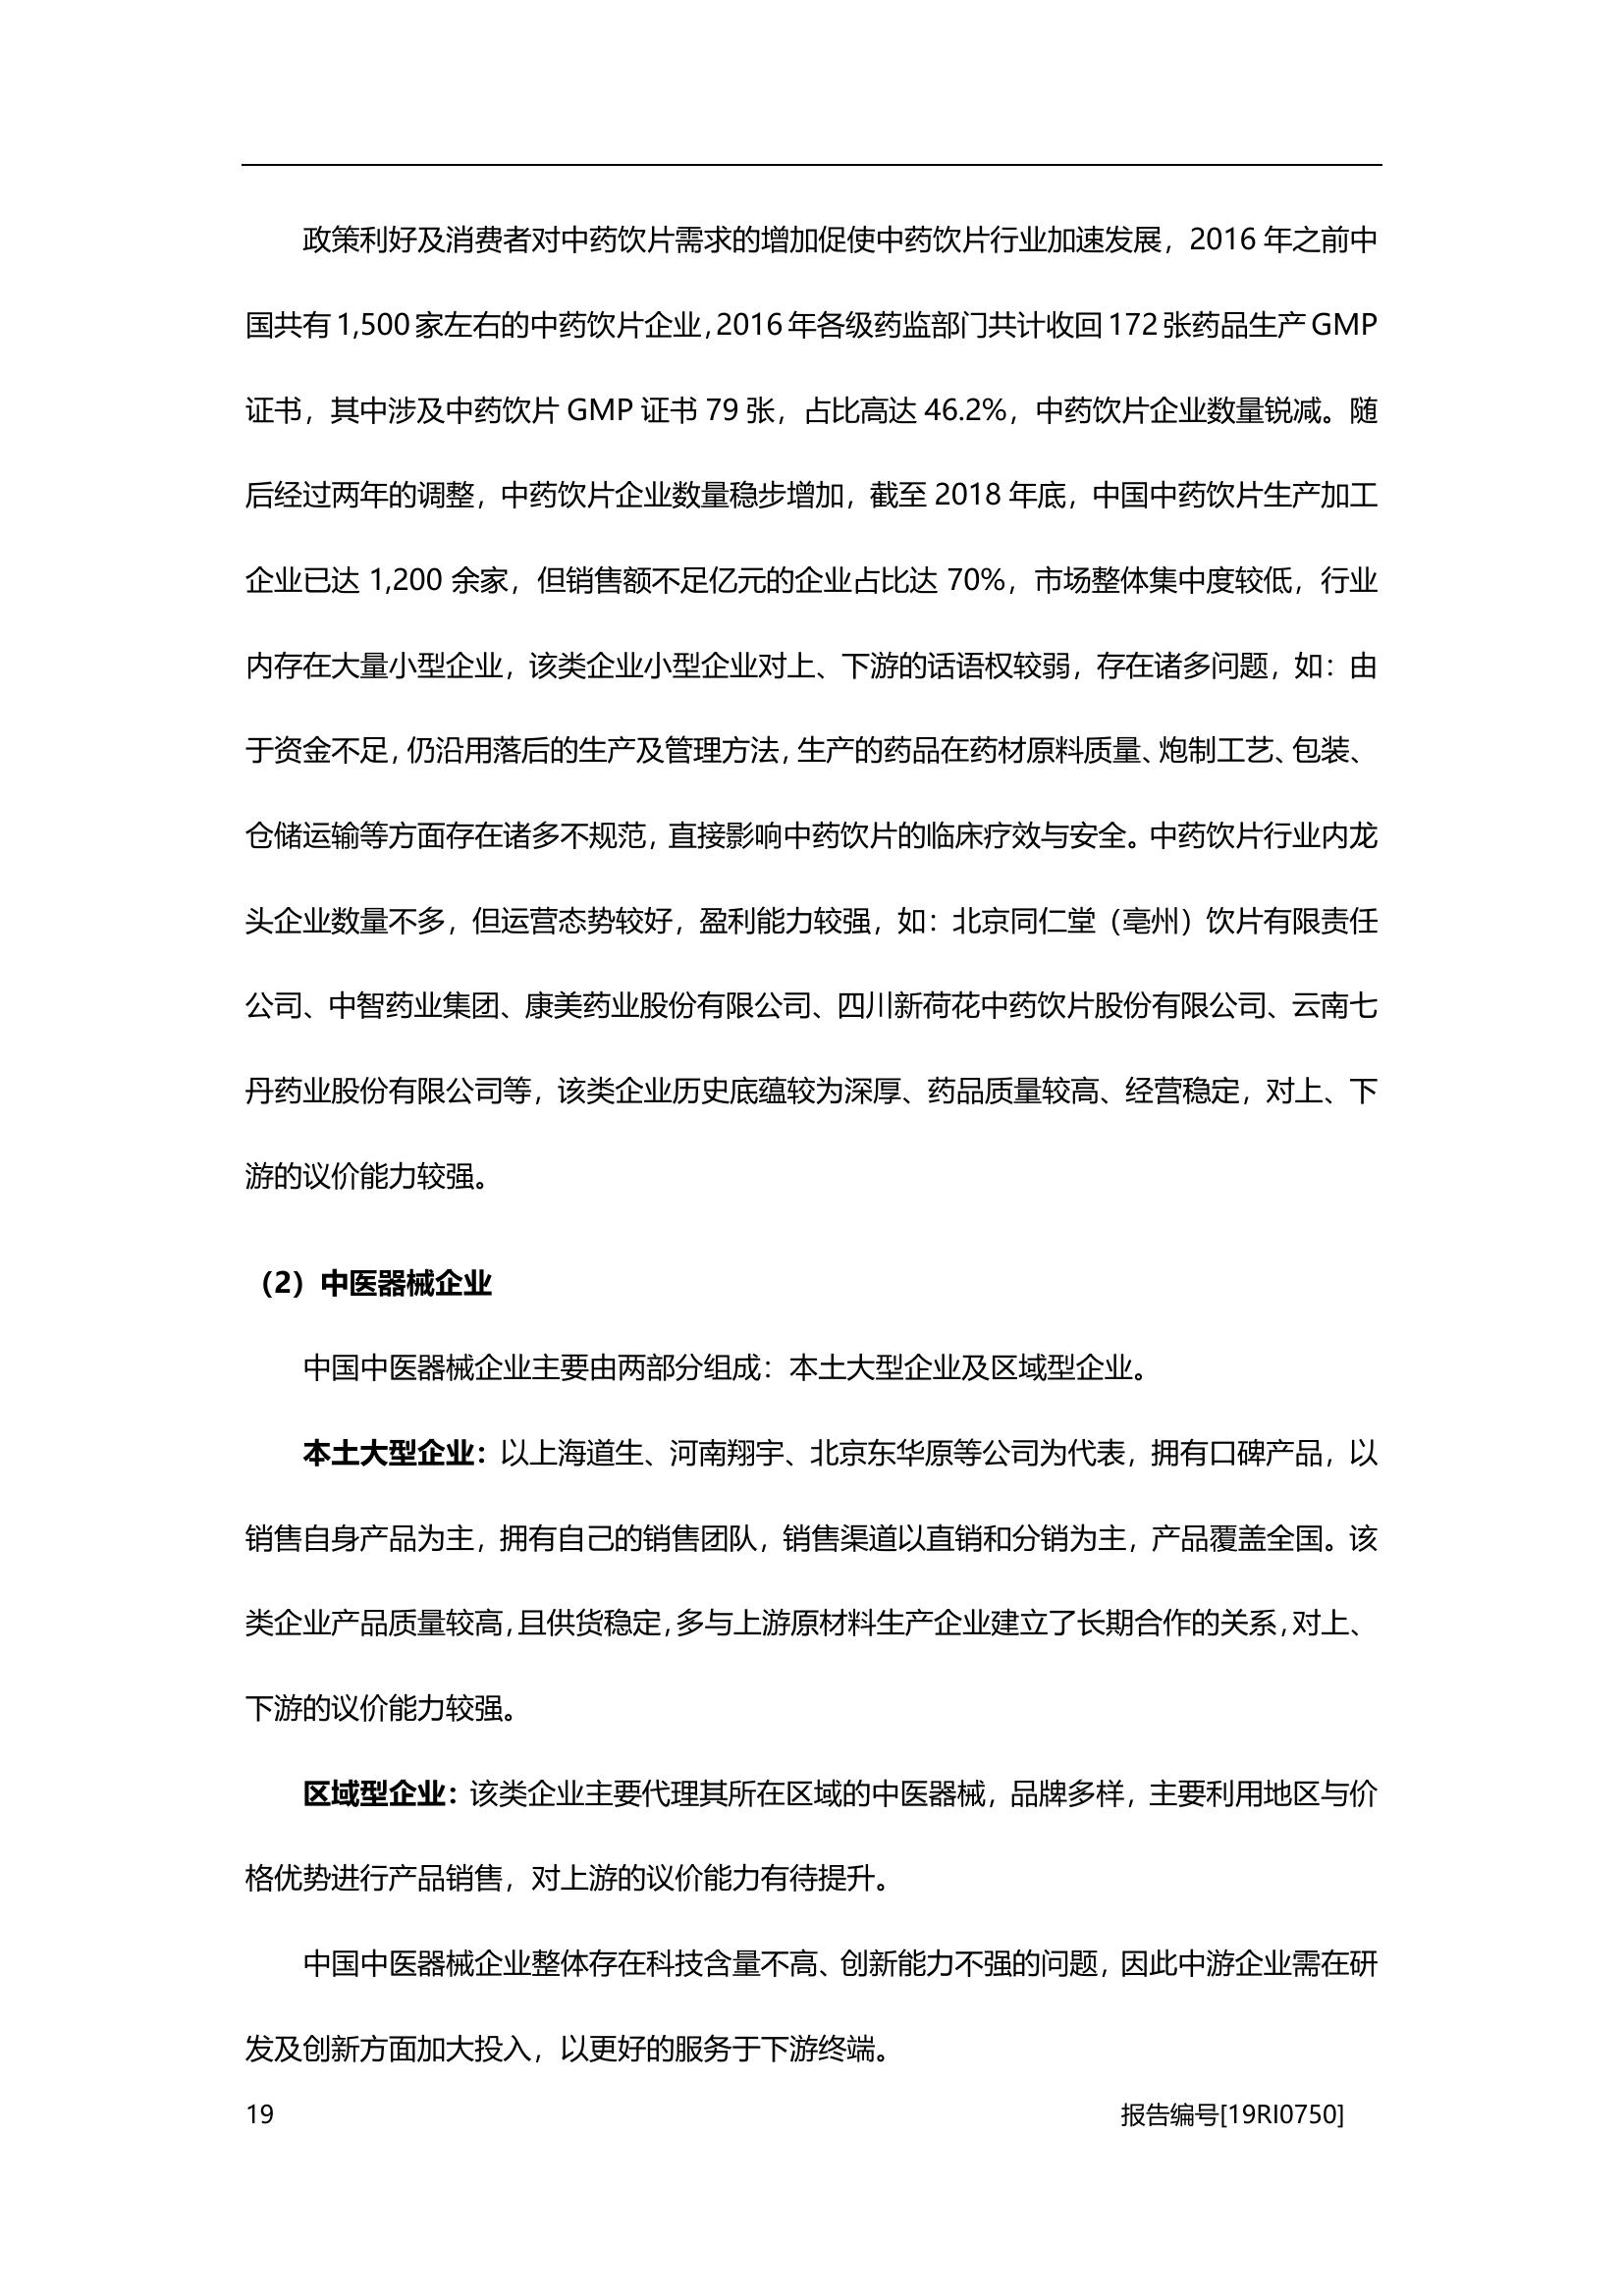 政策利好及消费者对中药饮片需求的增加促使中药饮片行业加速发展，2016 年之前中
国共有 1,500 家左右的中药饮片企业，2016 年各级药监部门共计收回 172 张药品生产 GMP
证书，其中涉及中药饮片 GMP 证书 79 张，占比高达 46.2%，中药饮片企业数量锐减。随
后经过两年的调整，中药饮片企业数量稳步增加，截至 2018 年底，中国中药饮片生产加工
企业已达 1,200 余家，但销售额不足亿元的企业占比达 70%，市场整体集中度较低，行业
内存在大量小型企业，该类企业小型企业对上、下游的话语权较弱，存在诸多问题，如：由
于资金不足，仍沿用落后的生产及管理方法，生产的药品在药材原料质量、炮制工艺、包装、
仓储运输等方面存在诸多不规范，直接影响中药饮片的临床疗效与安全。中药饮片行业内龙
头企业数量不多，但运营态势较好，盈利能力较强，如：北京同仁堂（亳州）饮片有限责任
公司、中智药业集团、康美药业股份有限公司、四川新荷花中药饮片股份有限公司、云南七
丹药业股份有限公司等，该类企业历史底蕴较为深厚、药品质量较高、经营稳定，对上、下
游的议价能力较强。
（2）中医器械企业
中国中医器械企业主要由两部分组成：本土大型企业及区域型企业。
本土大型企业：以上海道生、河南翔宇、北京东华原等公司为代表，拥有口碑产品，以
销售自身产品为主，拥有自己的销售团队，销售渠道以直销和分销为主，产品覆盖全国。该
类企业产品质量较高，且供货稳定，多与上游原材料生产企业建立了长期合作的关系，对上、
下游的议价能力较强。
区域型企业：该类企业主要代理其所在区域的中医器械，品牌多样，主要利用地区与价
格优势进行产品销售，对上游的议价能力有待提升。
中国中医器械企业整体存在科技含量不高、创新能力不强的问题，因此中游企业需在研
发及创新方面加大投入，以更好的服务于下游终端。
19 报告编号[19RI0750]